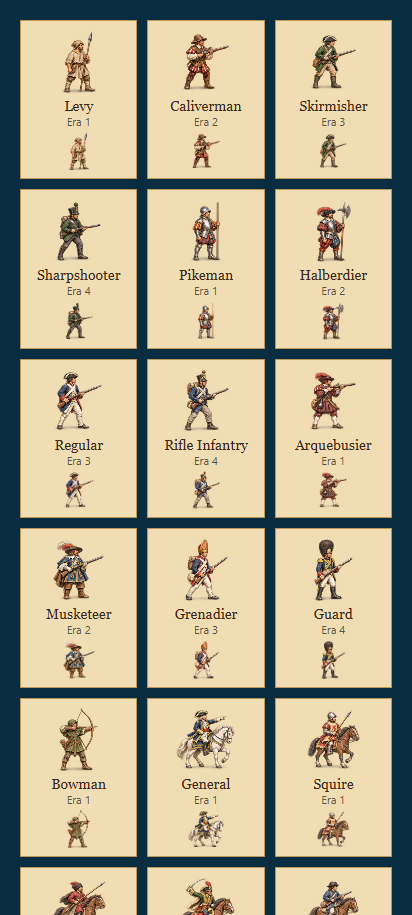 Levy
Era 1
Caliverman
Era 2
Skirmisher
Era 3
Sharpshooter
Era 4
Pikeman
Era 1
Halberdier
Era 2
Regular
Era 3
Rifle Infantry
Era 4
Arquebusier
Era 1
Musketeer
Era 2
Grenadier
Era 3
Guard
Era 4
Bowman
Era 1
General
Era 1
Squire
Era 1